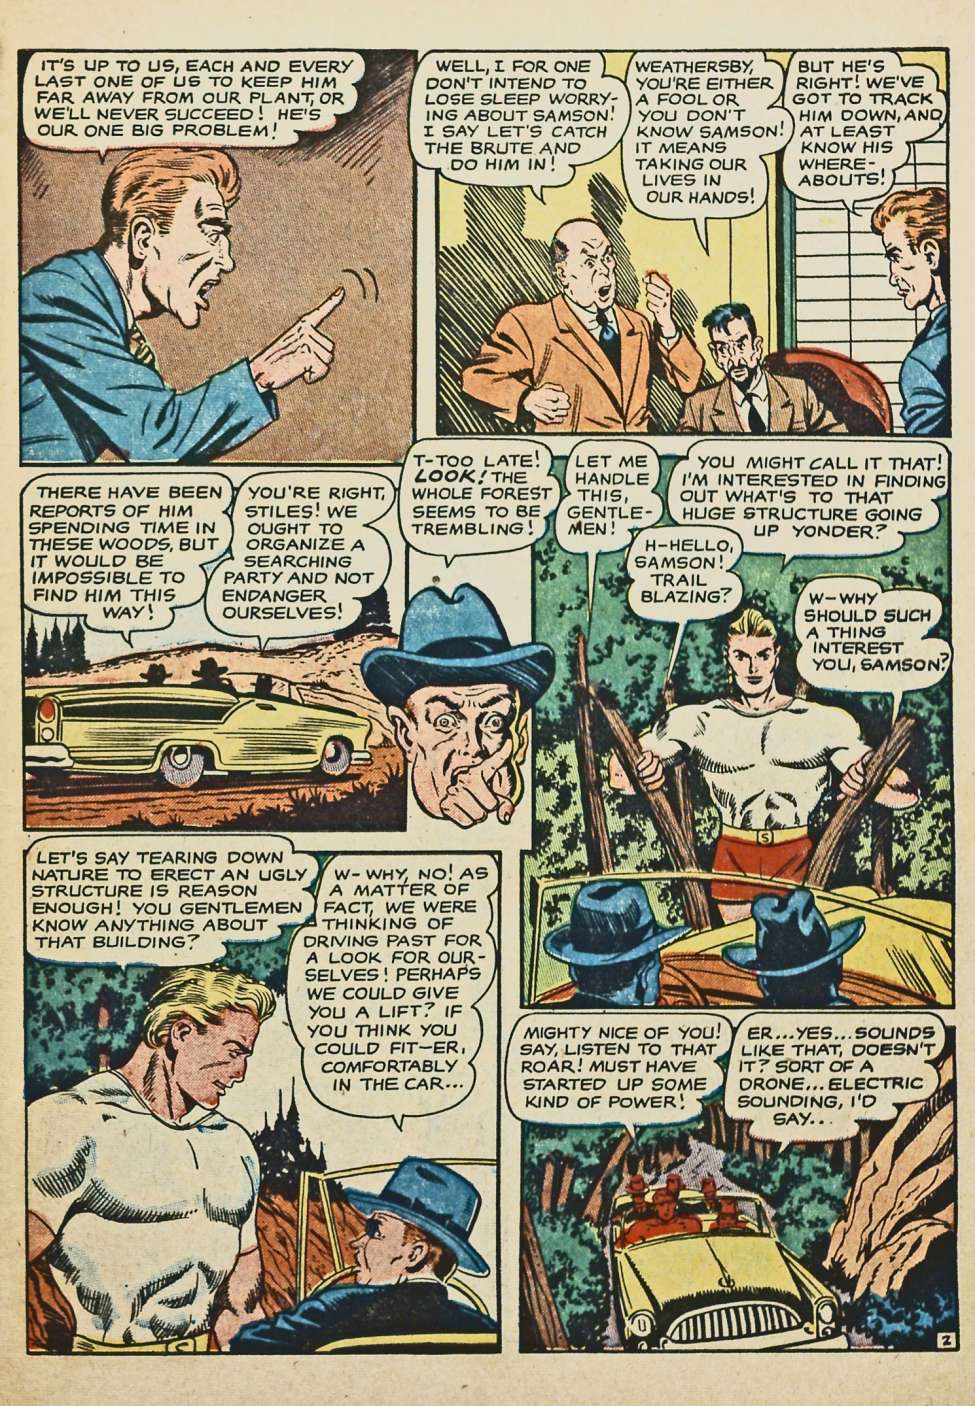 IT'S UP TO US, EACH AND EVERY
LAST ONE OF US TO KEEP HIM
FAR AWAY FROM OUR PLANT, OR
WE'LL NEVER SUCCEED! HE'S
OUR ONE BIG PROBLEM!
WELL, I FOR ONE
DON'T INTEND TO
LOSE SLEEP WORRY-
ING ABOUT SAMSON!
I SAY LET'S CATCH
THE BRUTE AND
DO HIM IN!
WEATHERSBY,
YOU'RE EITHER
A FOOL OR
YOU DON'T
KNOW SAMSON!
IT MEANS
TAKING OUR
LIVES IN
OUR HANDS!
BUT HE'S
RIGHT! WE'VE
GOT TO TRACK
HIM DOWN, AND
AT LEAST
KNOW HIS
WHERE-
ABOUTS!
THERE HAVE BEEN
REPORTS OF HIM
SPENDING TIME IN
THESE WOODS, BUT
IT WOULD BE
IMPOSSIBLE TO
FIND HIM THIS
WAY!
YOU'RE RIGHT,
STILES! WE
OUGHT TO
ORGANIZE A
SEARCHING
PARTY AND NOT
ENDANGER
OURSELVES!
T-TOO LATE!
LOOK! THE
WHOLE FOREST
SEEMS TO BE
TREMBLING!
LET ME
HANDLE
THIS,
GENTLE-
MEN!
H-HELLO,
SAMSON!
TRAIL
BLAZING?
YOU MIGHT CALL IT THAT!
I'M INTERESTED IN FINDING
OUT WHAT'S TO THAT
HUGE STRUCTURE GOING
UP YONDER?
W-WHY
SHOULD SUCH
A THING
INTEREST
YOU, SAMSON?
S
LET'S SAY TEARING DOWN
NATURE TO ERECT AN UGLY
STRUCTURE IS REASON
ENOUGH! YOU GENTLEMEN
KNOW ANYTHING ABOUT
THAT BUILDING?
W-WHY, NO! AS
A MATTER OF
FACT, WE WERE
THINKING OF
DRIVING PAST FOR
A LOOK FOR OUR-
SELVES! PERHAPS
WE COULD GIVE
YOU A LIFT? IF
YOU THINK YOU
COULD FIT-ER,
COMFORTABLY
IN THE CAR...
S
MIGHTY NICE OF YOU!
SAY, LISTEN TO THAT
ROAR! MUST HAVE
STARTED UP SOME
KIND OF POWER!
ER...YES...SOUNDS
LIKE THAT, DOESN'T
IT? SORT OF A
DRONE... ELECTRIC
SOUNDING, I'D
SAY...
2